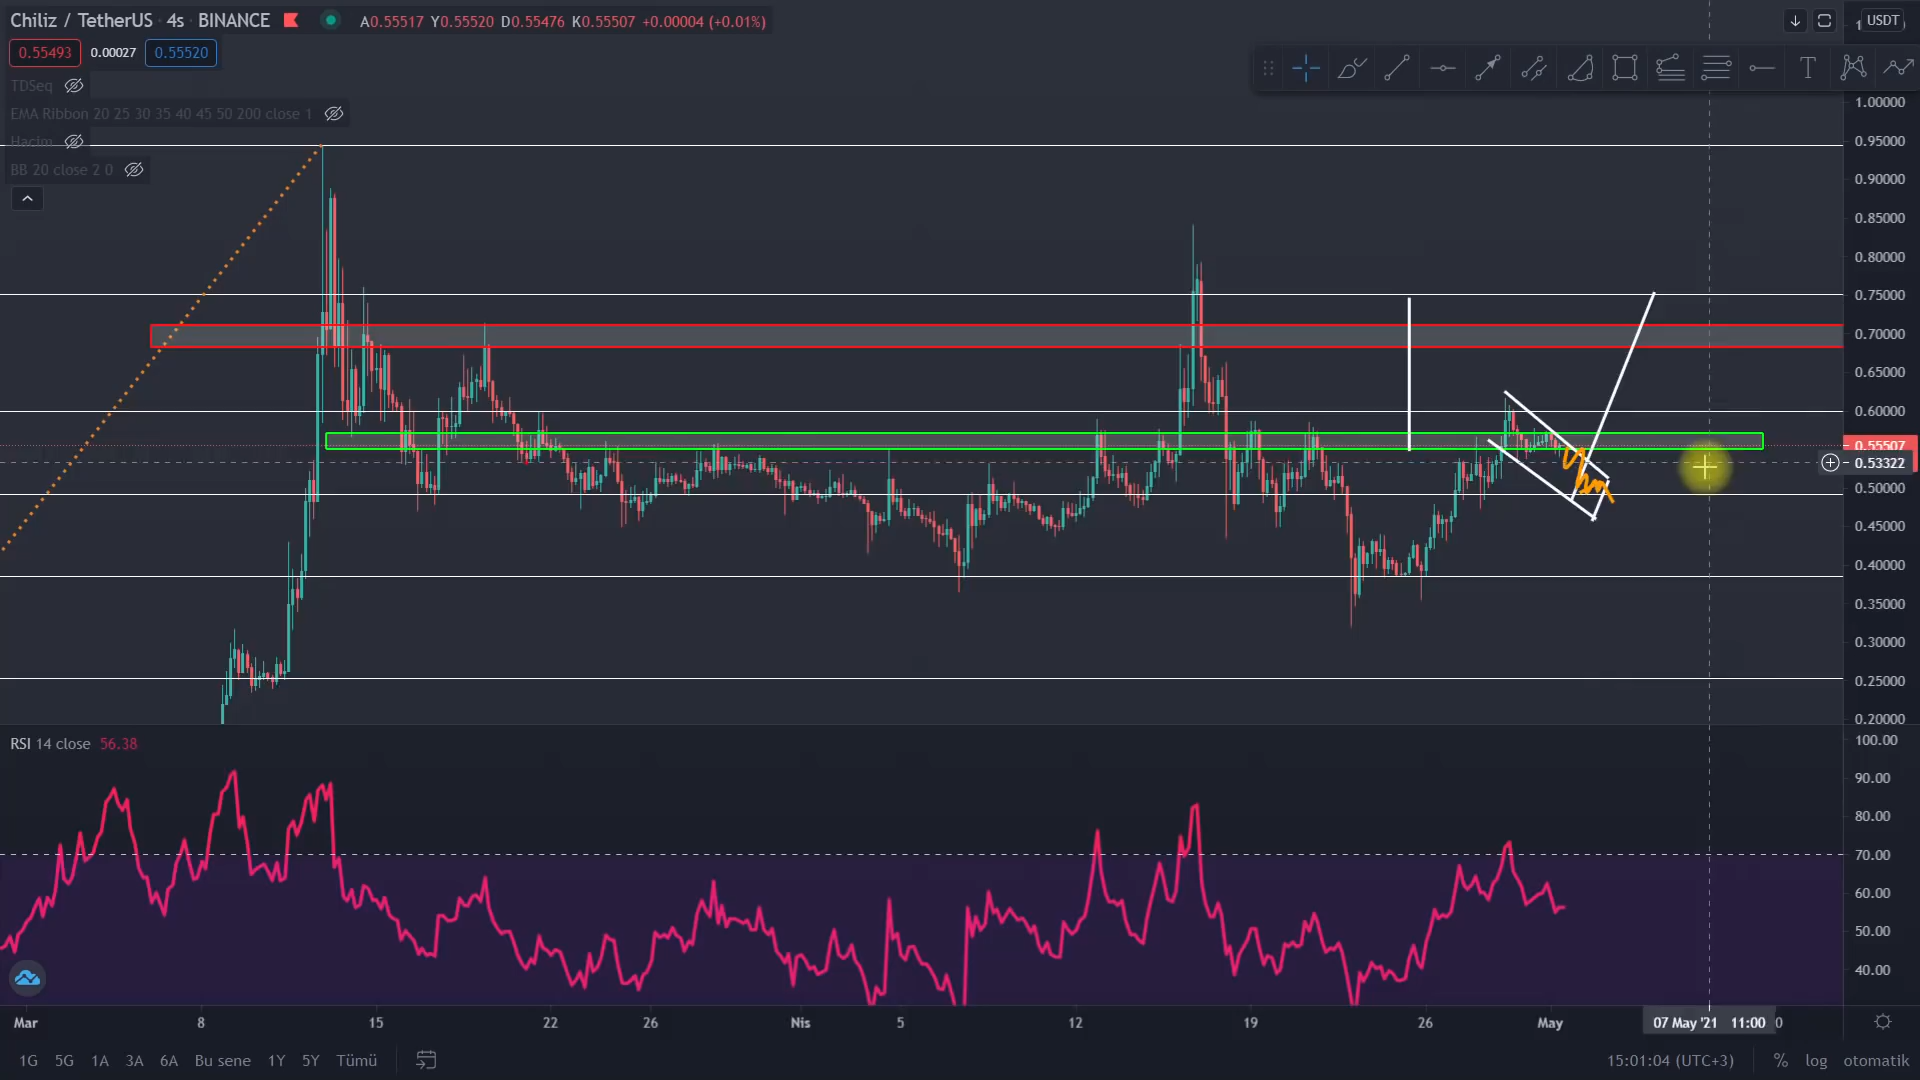 Chiliz / TetherUS · 4s · BINANCE A0.55517 Y0.55520 D0.55476 K0.55507 +0.00004 (+0.01%)
USDT
0.55493 0.00027 0.55520
TDSeq
EMA Ribbon 20 25 30 35 40 45 50 200 close 1
Hacim
BB 20 close 2 0
1.00000
0.95000
0.90000
0.85000
0.80000
0.75000
0.70000
0.65000
0.60000
0.55507
0.53322
0.50000
0.45000
0.40000
0.35000
0.30000
0.25000
0.20000
RSI 14 close 56.38
100.00
90.00
80.00
70.00
60.00
50.00
40.00
Mar 8 15 22 26 Nis 5 12 19 26 May 07 May '21 11:00
1G 5G 1A 3A 6A Bu sene 1Y 5Y Tümü 15:01:04 (UTC+3) % log otomatik